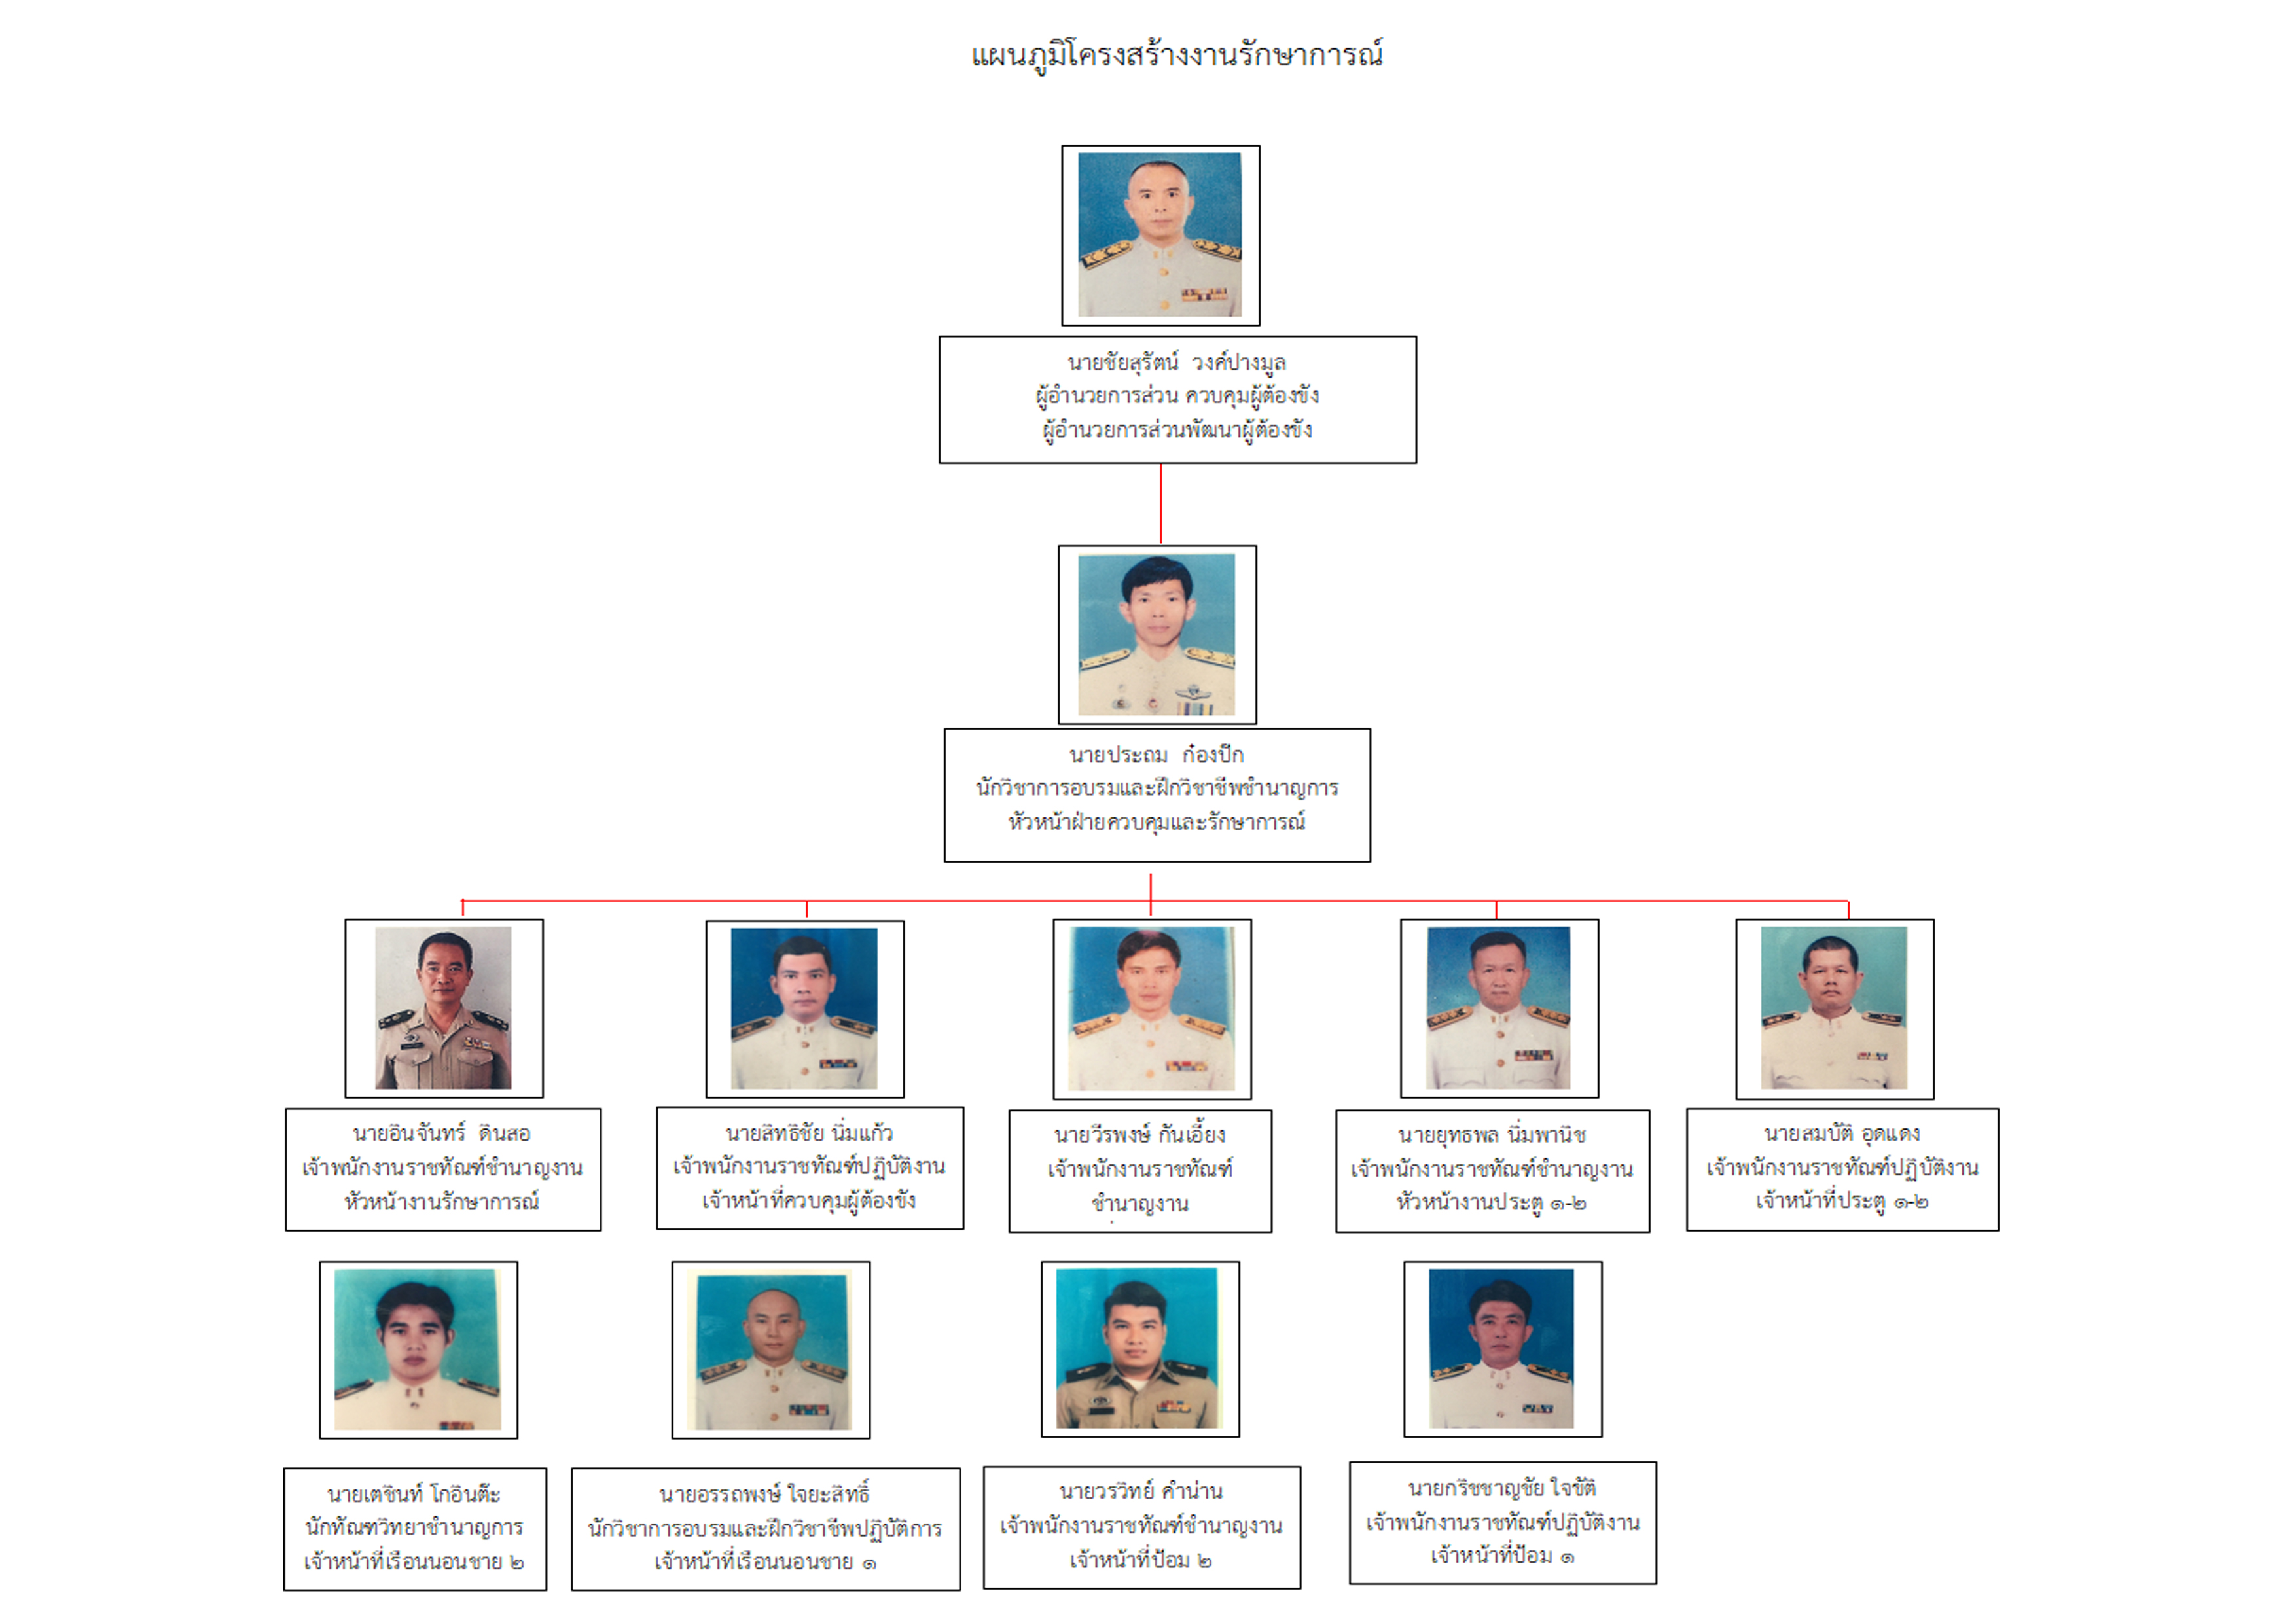 แผนภูมิโครงสร้างงานรักษาการณ์
นายชัยสุรัตน์ วงค์ปางมูล
ผู้อำนวยการส่วน ควบคุมผู้ต้องขัง
ผู้อำนวยการส่วนพัฒนาผู้ต้องขัง
นายประถม ก๋องปึก
นักวิชาการอบรมและฝึกวิชาชีพชำนาญการ
หัวหน้าฝ่ายควบคุมและรักษาการณ์
นายอินจันทร์ ดินสอ
เจ้าพนักงานราชทัณฑ์ชำนาญงาน
หัวหน้างานรักษาการณ์
นายสิทธิชัย นิ่มแก้ว
เจ้าพนักงานราชทัณฑ์ปฏิบัติงาน
เจ้าหน้าที่ควบคุมผู้ต้องขัง
นายวีรพงษ์ กันเอี้ยง
เจ้าพนักงานราชทัณฑ์
ชำนาญงาน
นายยุทธพล นิ่มพานิช
เจ้าพนักงานราชทัณฑ์ชำนาญงาน
หัวหน้างานประตู ๑-๒
นายสมบัติ อุดแดง
เจ้าพนักงานราชทัณฑ์ปฏิบัติงาน
เจ้าหน้าที่ประตู ๑-๒
นายเตชินท์ โกอินต๊ะ
นักทัณฑวิทยาชำนาญการ
เจ้าหน้าที่เรือนนอนชาย ๒
นายอรรถพงษ์ ใจยะสิทธิ์
นักวิชาการอบรมและฝึกวิชาชีพปฏิบัติการ
เจ้าหน้าที่เรือนนอนชาย ๑
นายวรวิทย์ คำน่าน
เจ้าพนักงานราชทัณฑ์ชำนาญงาน
เจ้าหน้าที่ป้อม ๒
นายกริชชาญชัย ใจขัติ
เจ้าพนักงานราชทัณฑ์ปฏิบัติงาน
เจ้าหน้าที่ป้อม ๑